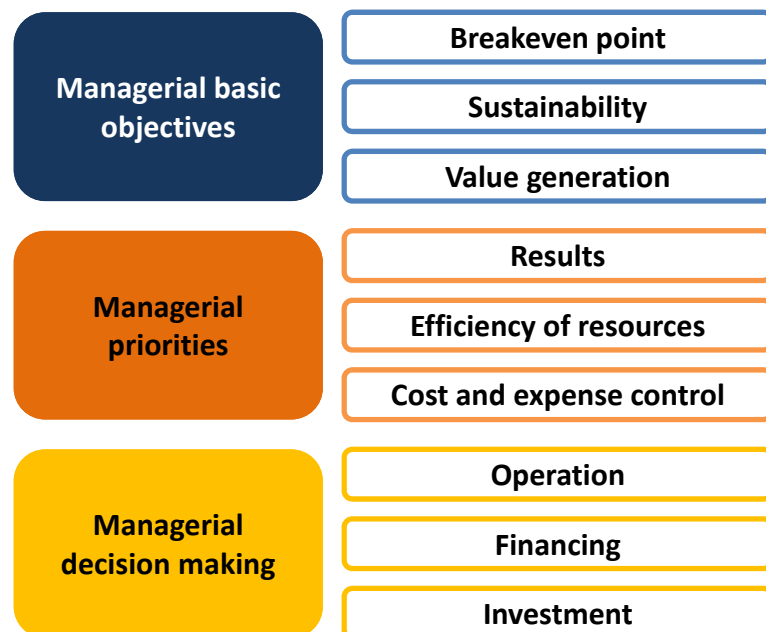 Managerial basic
objectives
Breakeven point
Sustainability
Value generation
Managerial
priorities
Results
Efficiency of resources
Cost and expense control
Managerial
decision making
Operation
Financing
Investment